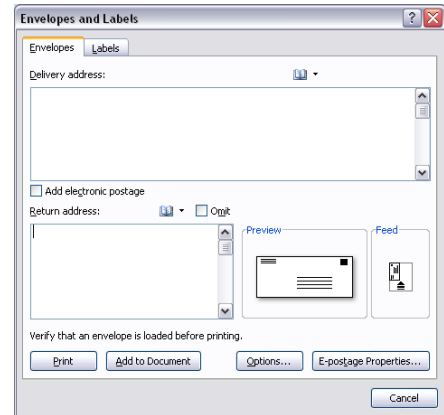 Envelopes and Labels
Envelopes Labels
Delivery address:
Add electronic postage
Return address: Omit
Preview Feed
Verify that an envelope is loaded before printing.
Print Add to Document Options... E-postage Properties...
Cancel